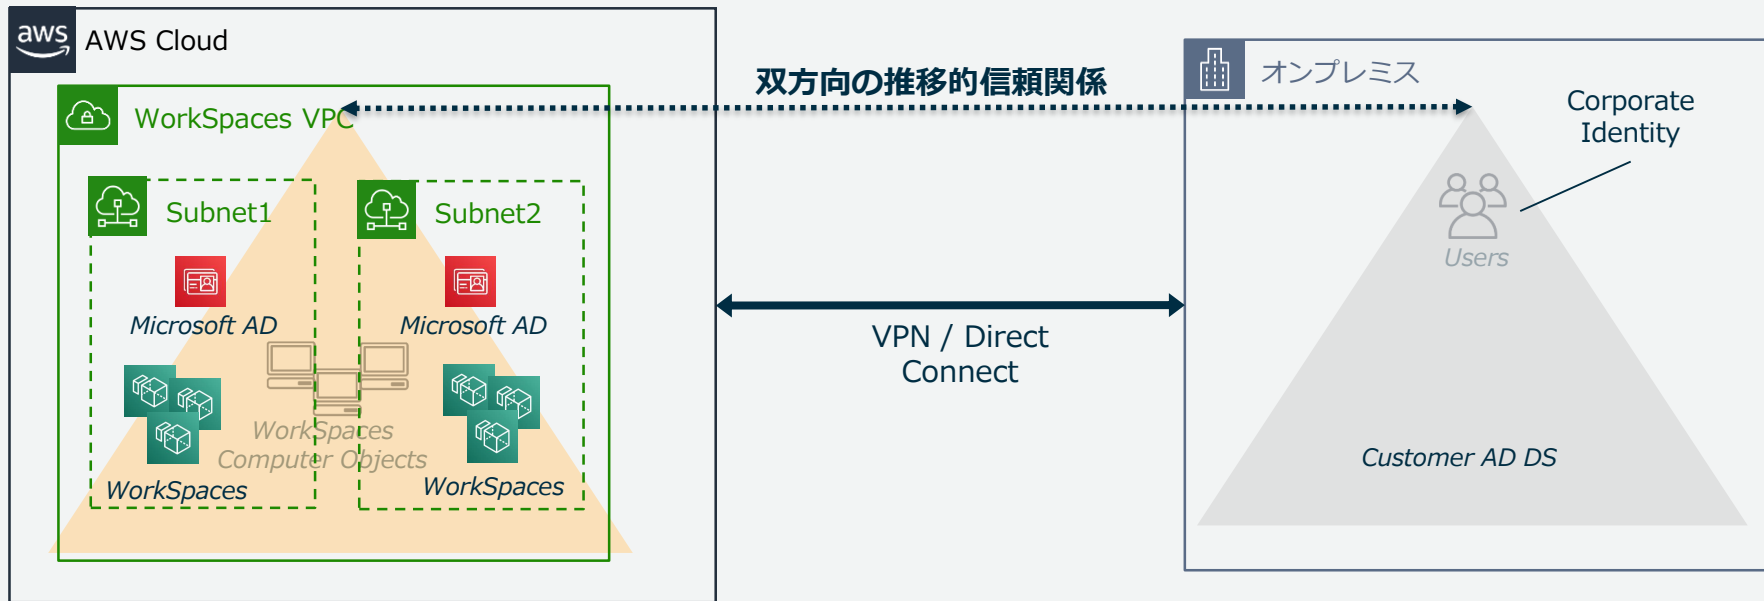 aws
AWS Cloud
WorkSpaces VPC
Subnet1
Subnet2
Microsoft AD
Microsoft AD
WorkSpaces
Computer Objects
WorkSpaces
WorkSpaces
双方向の推移的信頼関係
VPN / Direct
Connect
オンプレミス
Corporate
Identity
Users
Customer AD DS